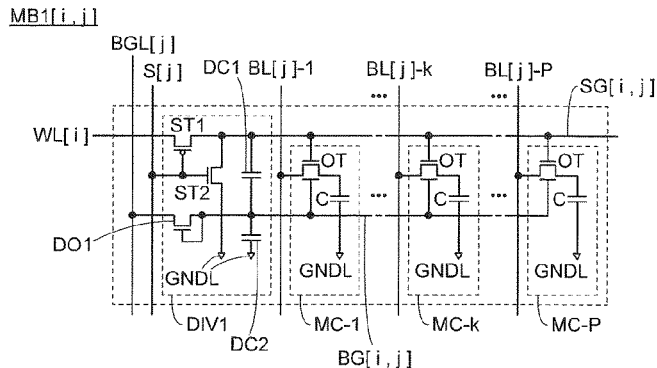 MB1[i,j]
BGL[j]
S[j]
DC1
BL[j]-1
BL[j]-k
BL[j]-P
...
...
SG[i,j]
WL[i]
ST1
OT
OT
OT
ST2
C
...
C
...
C
DO1
GNDL
GNDL
GNDL
GNDL
DIV1
DC2
MC-1
MC-k
MC-P
BG[i,j]